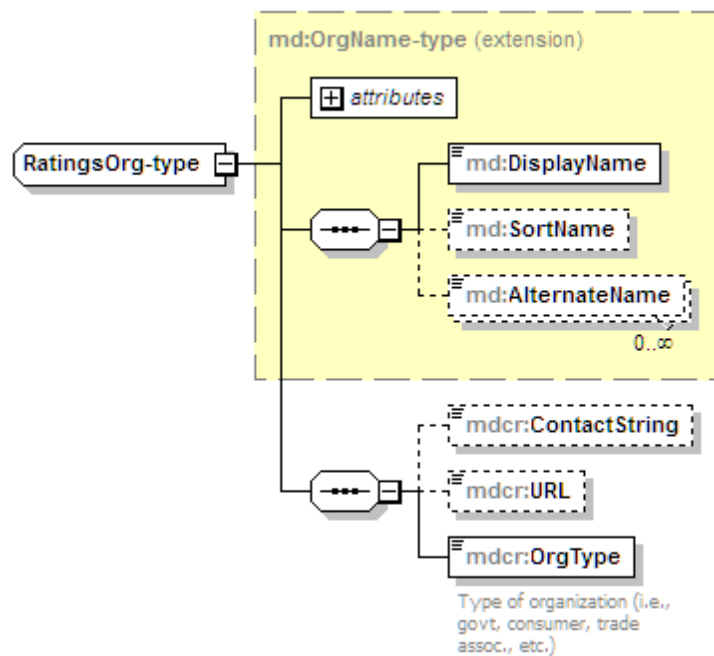 md:OrgName-type (extension)
attributes
RatingsOrg-type
md:DisplayName
md:SortName
md:AlternateName
0..∞
mdcr:ContactString
mdcr:URL
mdcr:OrgType
Type of organization (i.e.,
govt, consumer, trade
assoc., etc.)